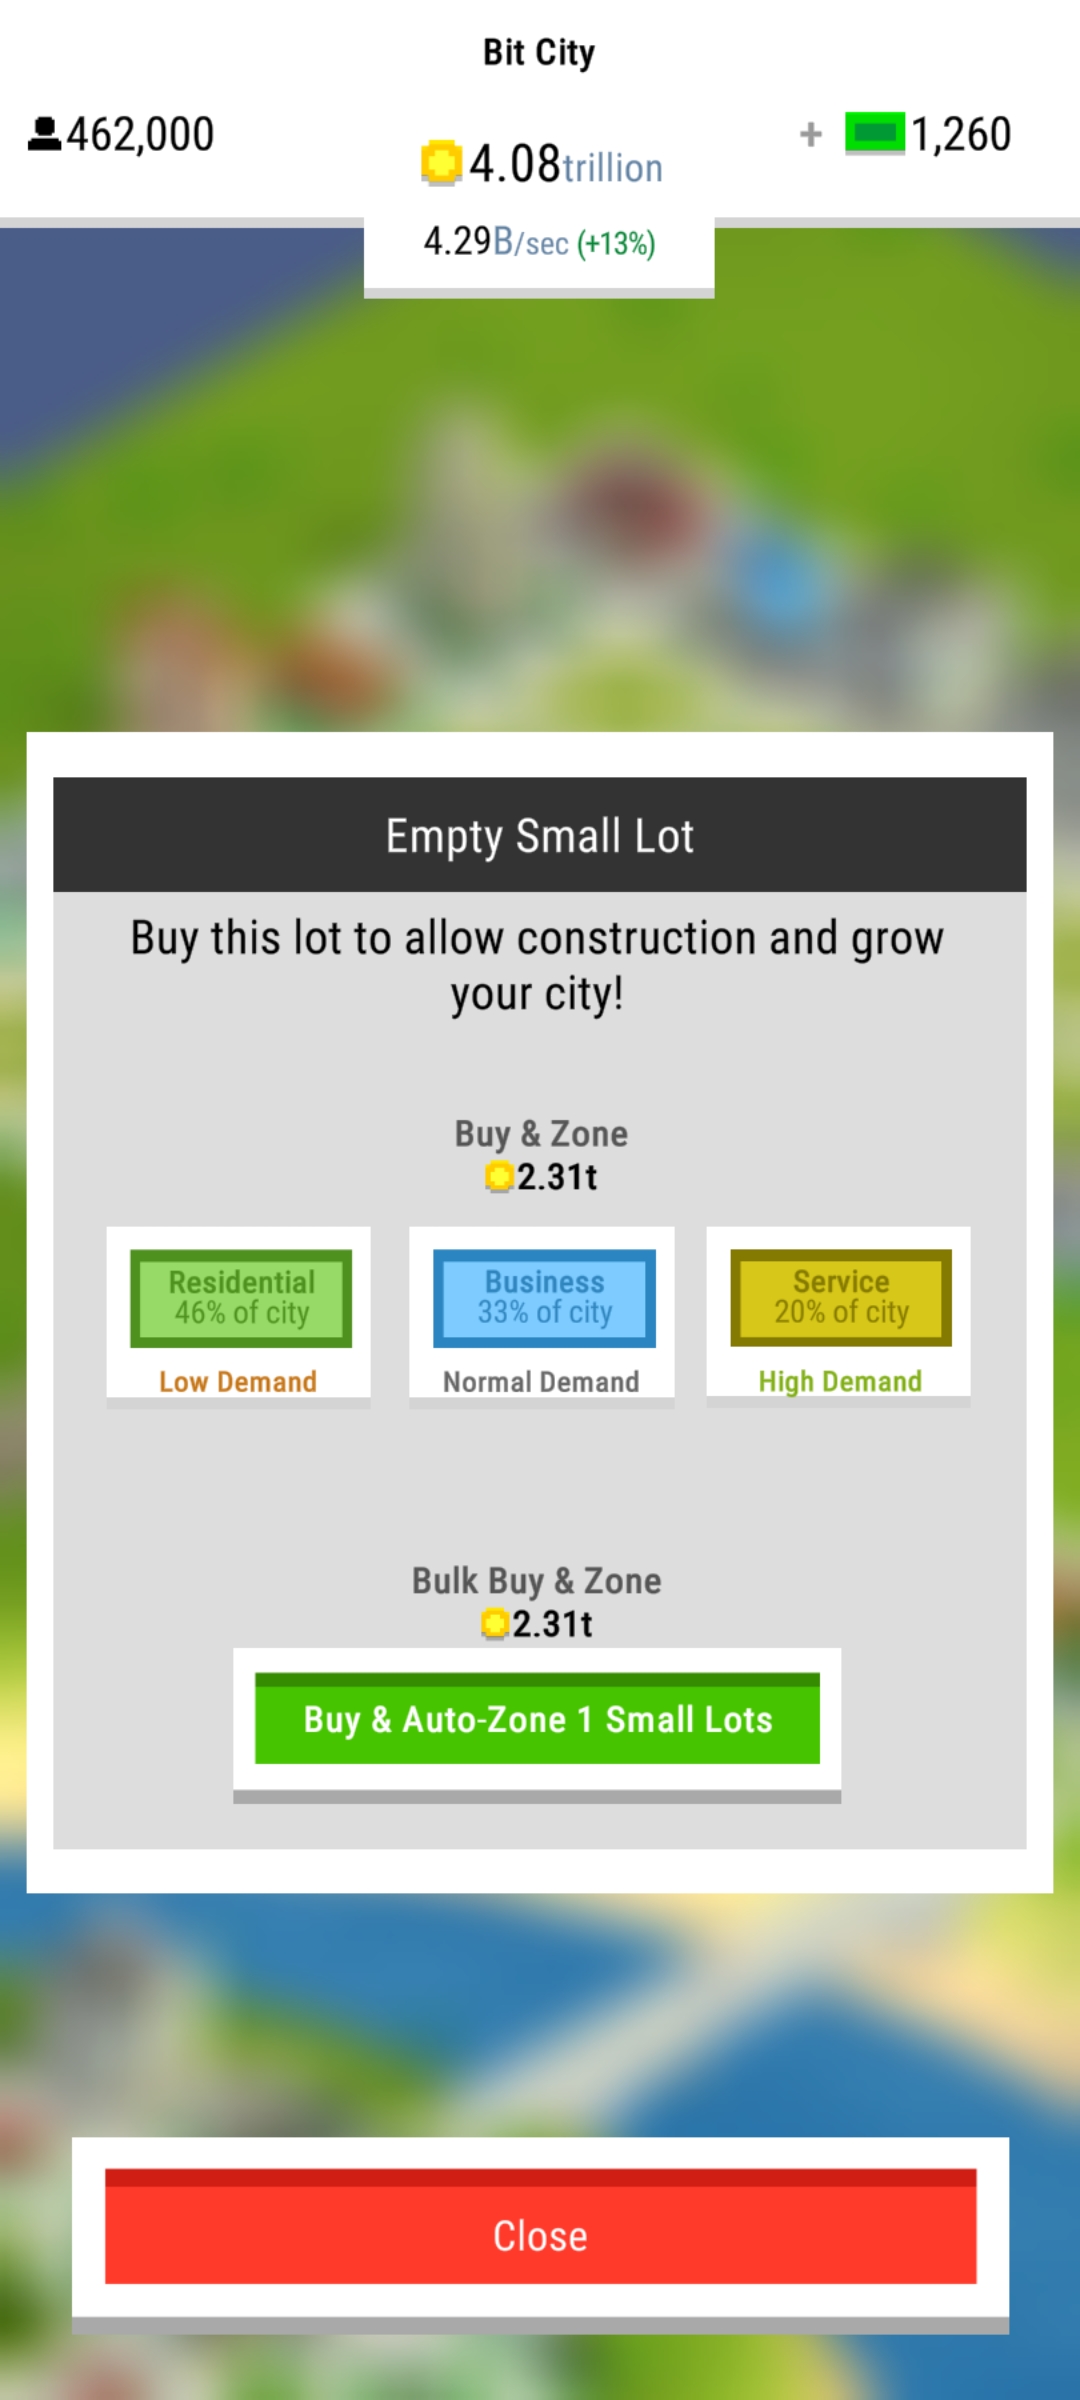 Bit City
462,000
4.08trillion
+ 1,260
4.29B/sec (+13%)
Empty Small Lot
Buy this lot to allow construction and grow
your city!
Buy & Zone
2.31t
Residential
46% of city
Low Demand
Business
33% of city
Normal Demand
Service
20% of city
High Demand
Bulk Buy & Zone
2.31t
Buy & Auto-Zone 1 Small Lots
Close